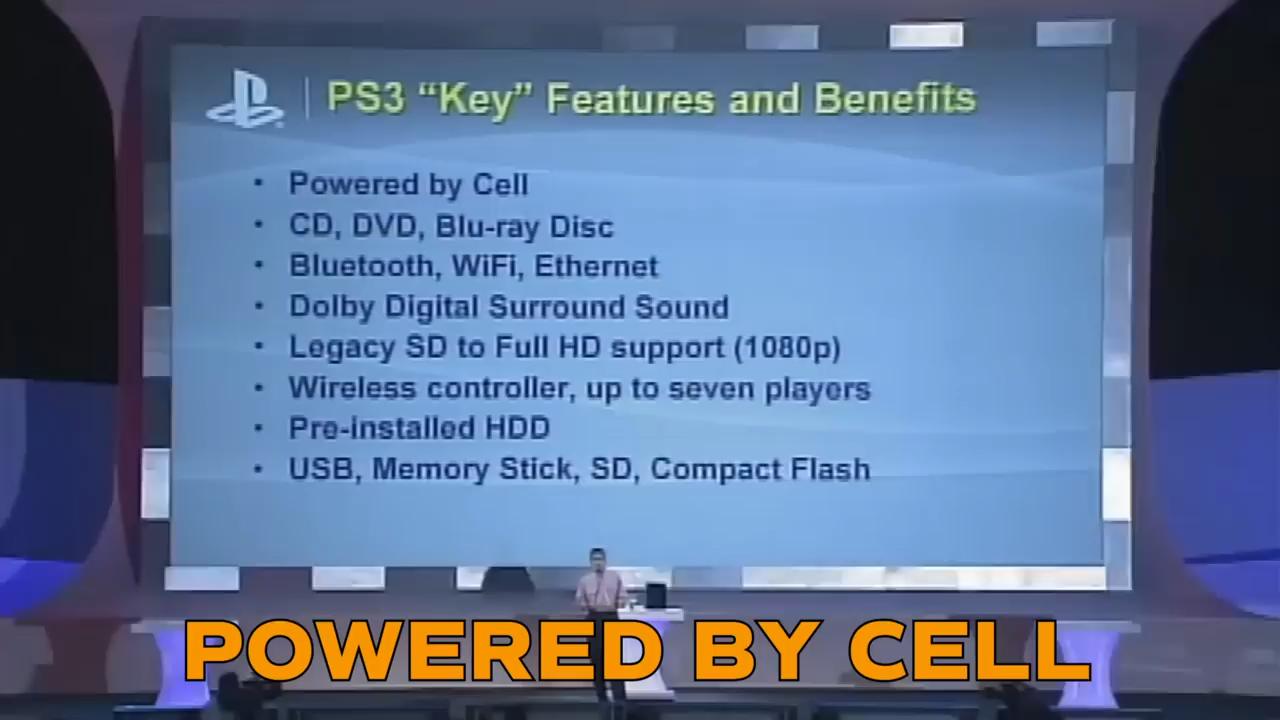 PS3 “Key” Features and Benefits
• Powered by Cell
• CD, DVD, Blu-ray Disc
• Bluetooth, WiFi, Ethernet
• Dolby Digital Surround Sound
• Legacy SD to Full HD support (1080p)
• Wireless controller, up to seven players
• Pre-installed HDD
• USB, Memory Stick, SD, Compact Flash
POWERED BY CELL